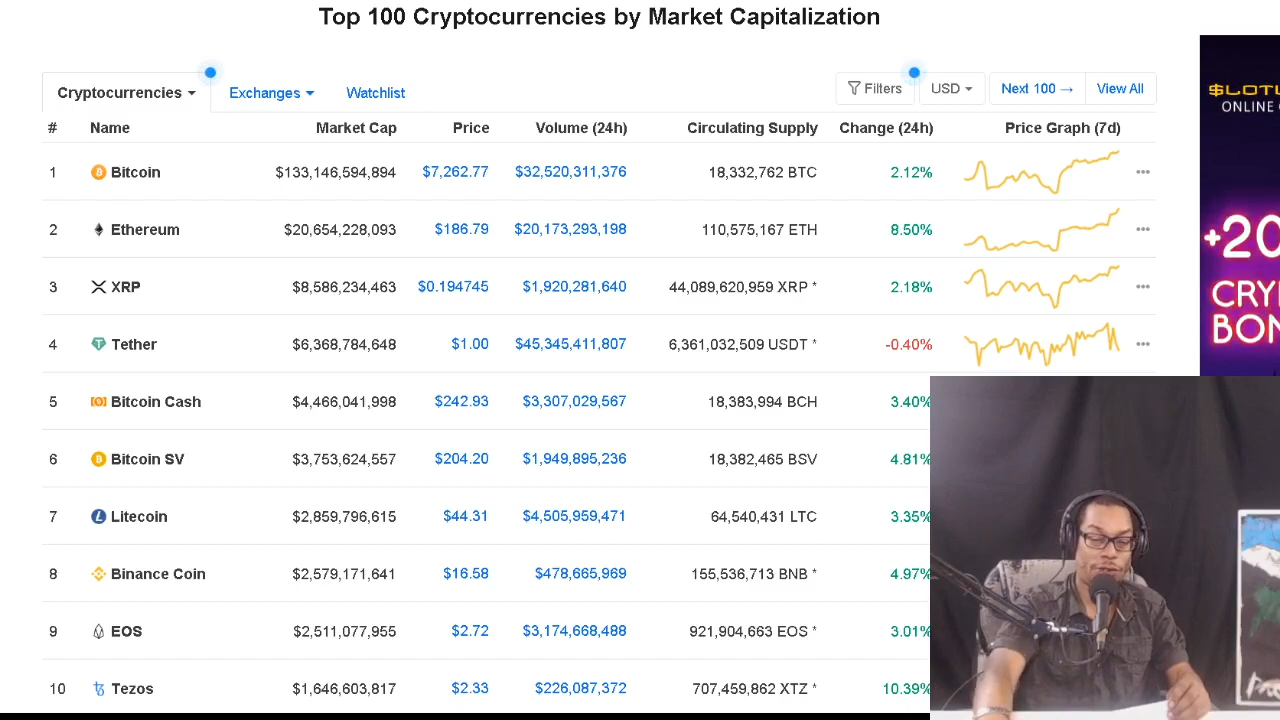 Top 100 Cryptocurrencies by Market Capitalization
Cryptocurrencies Exchanges Watchlist Filters USD Next 100 → View All
# Name Market Cap Price Volume (24h) Circulating Supply Change (24h) Price Graph (7d)
1 Bitcoin $133,146,594,894 $7,262.77 $32,520,311,376 18,332,762 BTC 2.12%
2 Ethereum $20,654,228,093 $186.79 $20,173,293,198 110,575,167 ETH 8.50%
3 XRP $8,586,234,463 $0.194745 $1,920,281,640 44,089,620,959 XRP * 2.18%
4 Tether $6,368,784,648 $1.00 $45,345,411,807 6,361,032,509 USDT * -0.40%
5 Bitcoin Cash $4,466,041,998 $242.93 $3,307,029,567 18,383,994 BCH 3.40%
6 Bitcoin SV $3,753,624,557 $204.20 $1,949,895,236 18,382,465 BSV 4.81%
7 Litecoin $2,859,796,615 $44.31 $4,505,959,471 64,540,431 LTC 3.35%
8 Binance Coin $2,579,171,641 $16.58 $478,665,969 155,536,713 BNB * 4.97%
9 EOS $2,511,077,955 $2.72 $3,174,668,488 921,904,663 EOS * 3.01%
10 Tezos $1,646,603,817 $2.33 $226,087,372 707,459,862 XTZ * 10.39%
ONLINE
+20
CRY
BON